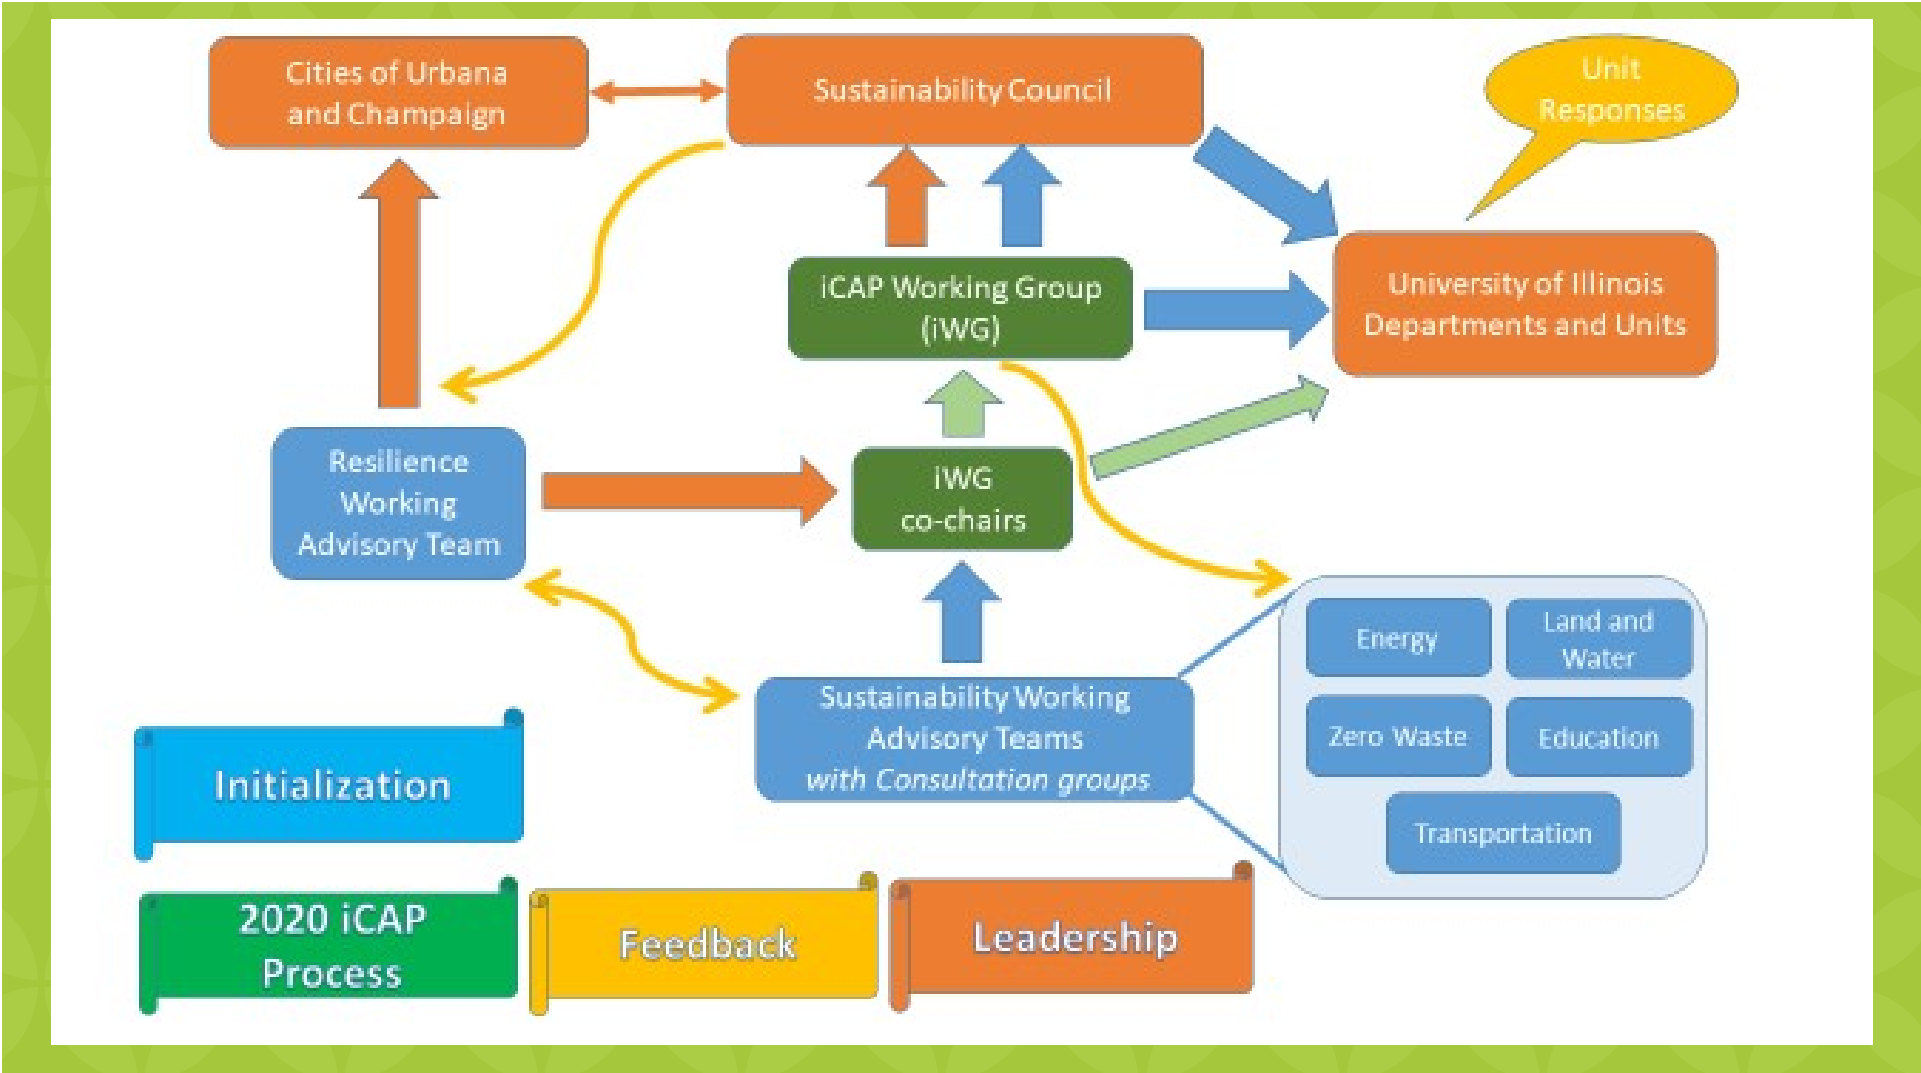 Cities of Urbana
and Champaign
Sustainability Council
Unit
Responses
iCAP Working Group
(iWG)
University of Illinois
Departments and Units
Resilience
Working
Advisory Team
iWG
co-chairs
Sustainability Working
Advisory Teams
with Consultation groups
Energy
Land and
Water
Zero Waste
Education
Transportation
Initialization
2020 iCAP
Process
Feedback
Leadership